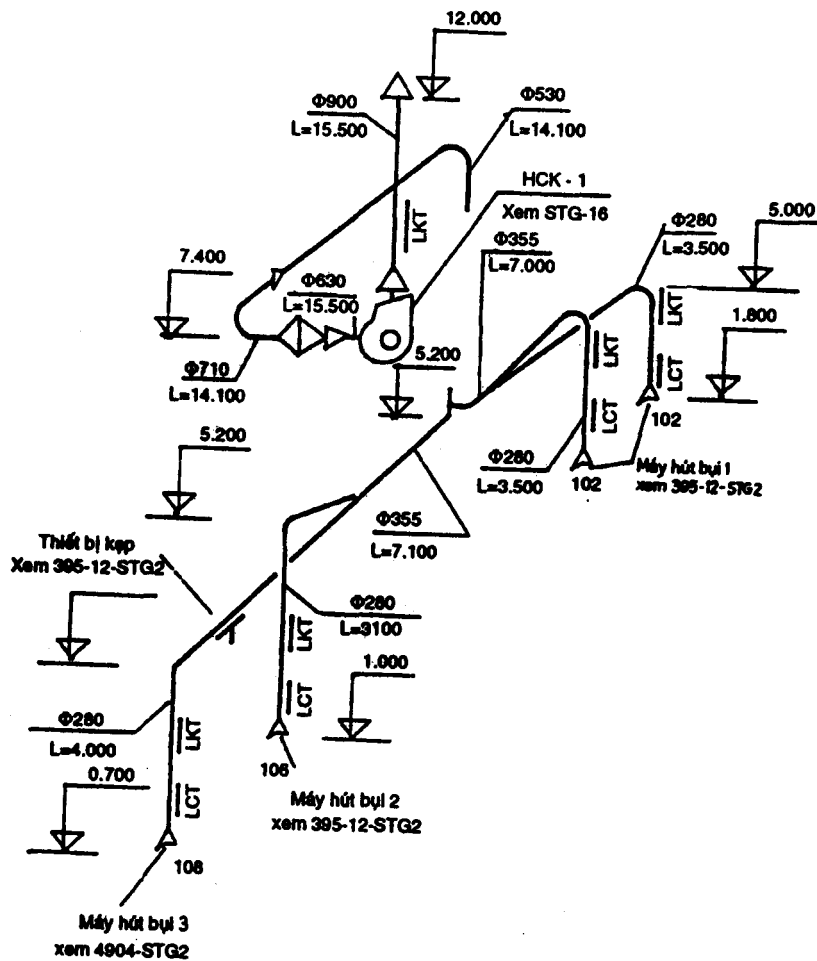 12.000
Φ900
L=15.500
Φ530
L=14.100
HCK - 1
Xem STG-16
LKT
Φ280
L=3.500
5.000
Φ355
L=7.000
7.400
Φ630
L=15.500
LKT
1.800
LKT
Φ710
L=14.100
5.200
LCT
LCT
102
5.200
Φ280
L=3.500
102
Máy hút bụi 1
xem 395-12-STG2
Φ355
L=7.100
Thiết bị kẹp
Xem 395-12-STG2
Φ280
L=3100
LKT
1.000
LCT
Φ280
L=4.000
LKT
0.700
LCT
106
Máy hút bụi 2
xem 395-12-STG2
108
Máy hút bụi 3
xem 4904-STG2